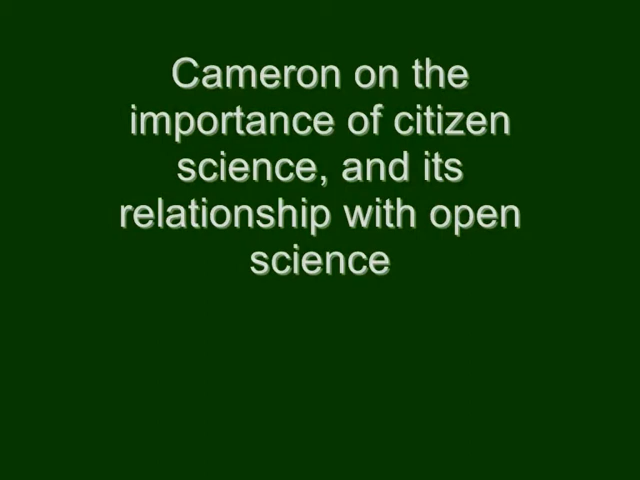 Cameron on the
importance of citizen
science, and its
relationship with open
science